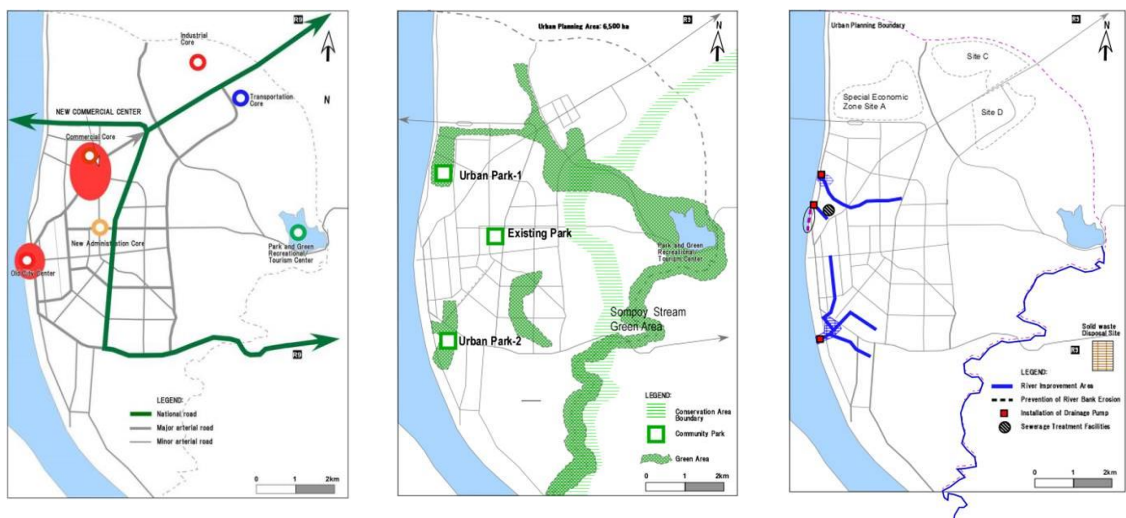 R9
N
Industrial
Core
N
Transportation
Core
NEW COMMERCIAL CENTER
Commercial Core
New Administration Core
Park and Green
Recreational/
Tourism Center
Old City Center
R9
LEGEND:
National road
Major arterial road
Minor arterial road
0 1 2km
Urban Planning Area: 6,500 ha
R3
N
Urban Park-1
Existing Park
Park and Green
Recreational/
Tourism Center
Sompoy Stream
Green Area
Urban Park-2
LEGEND:
Conservation Area
Boundary
Community Park
Green Area
0 1 2km
Urban Planning Boundary
R3
N
Site C
Special Economic
Zone Site A
Site D
Solid waste
Disposal Site
R3
LEGEND:
River Improvement Area
Prevention of River Bank Erosion
Installation of Drainage Pump
Sewerage Treatment Facilities
0 1 2km